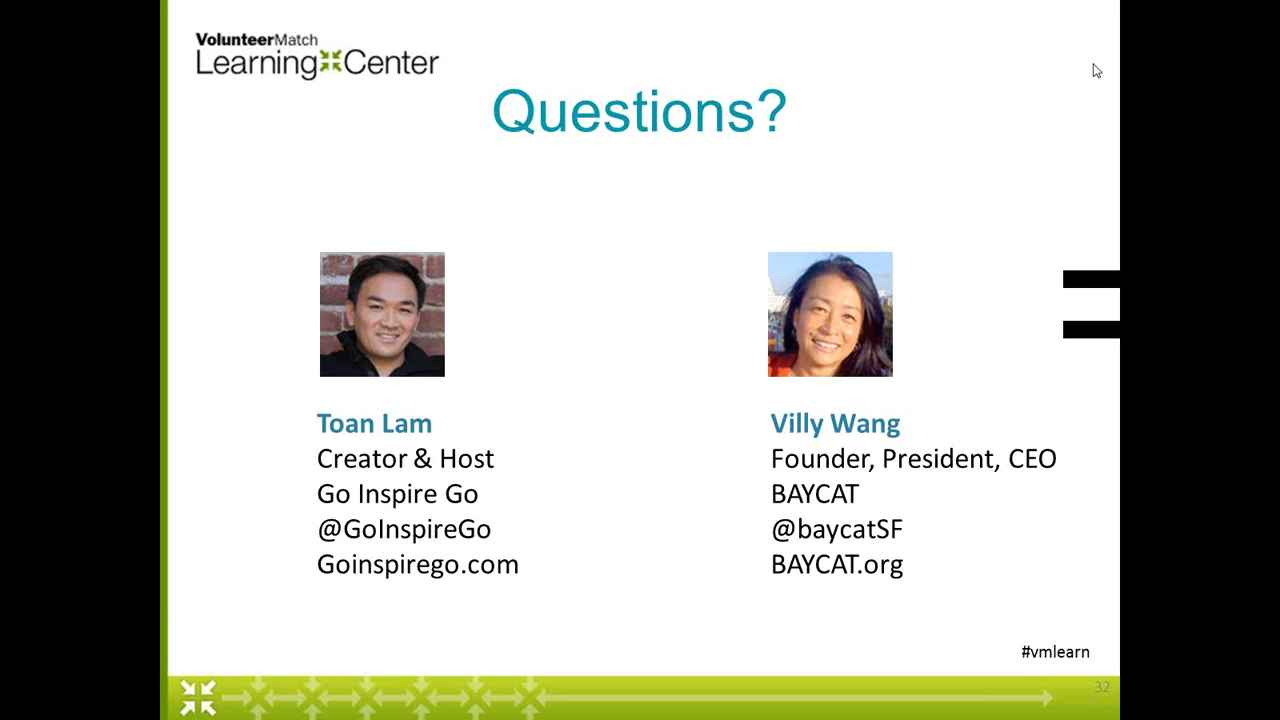 VolunteerMatch
Learning Center
Questions?
Toan Lam
Creator & Host
Go Inspire Go
@GoInspireGo
Goinspirego.com
Villy Wang
Founder, President, CEO
BAYCAT
@baycatSF
BAYCAT.org
#vmlearn
32